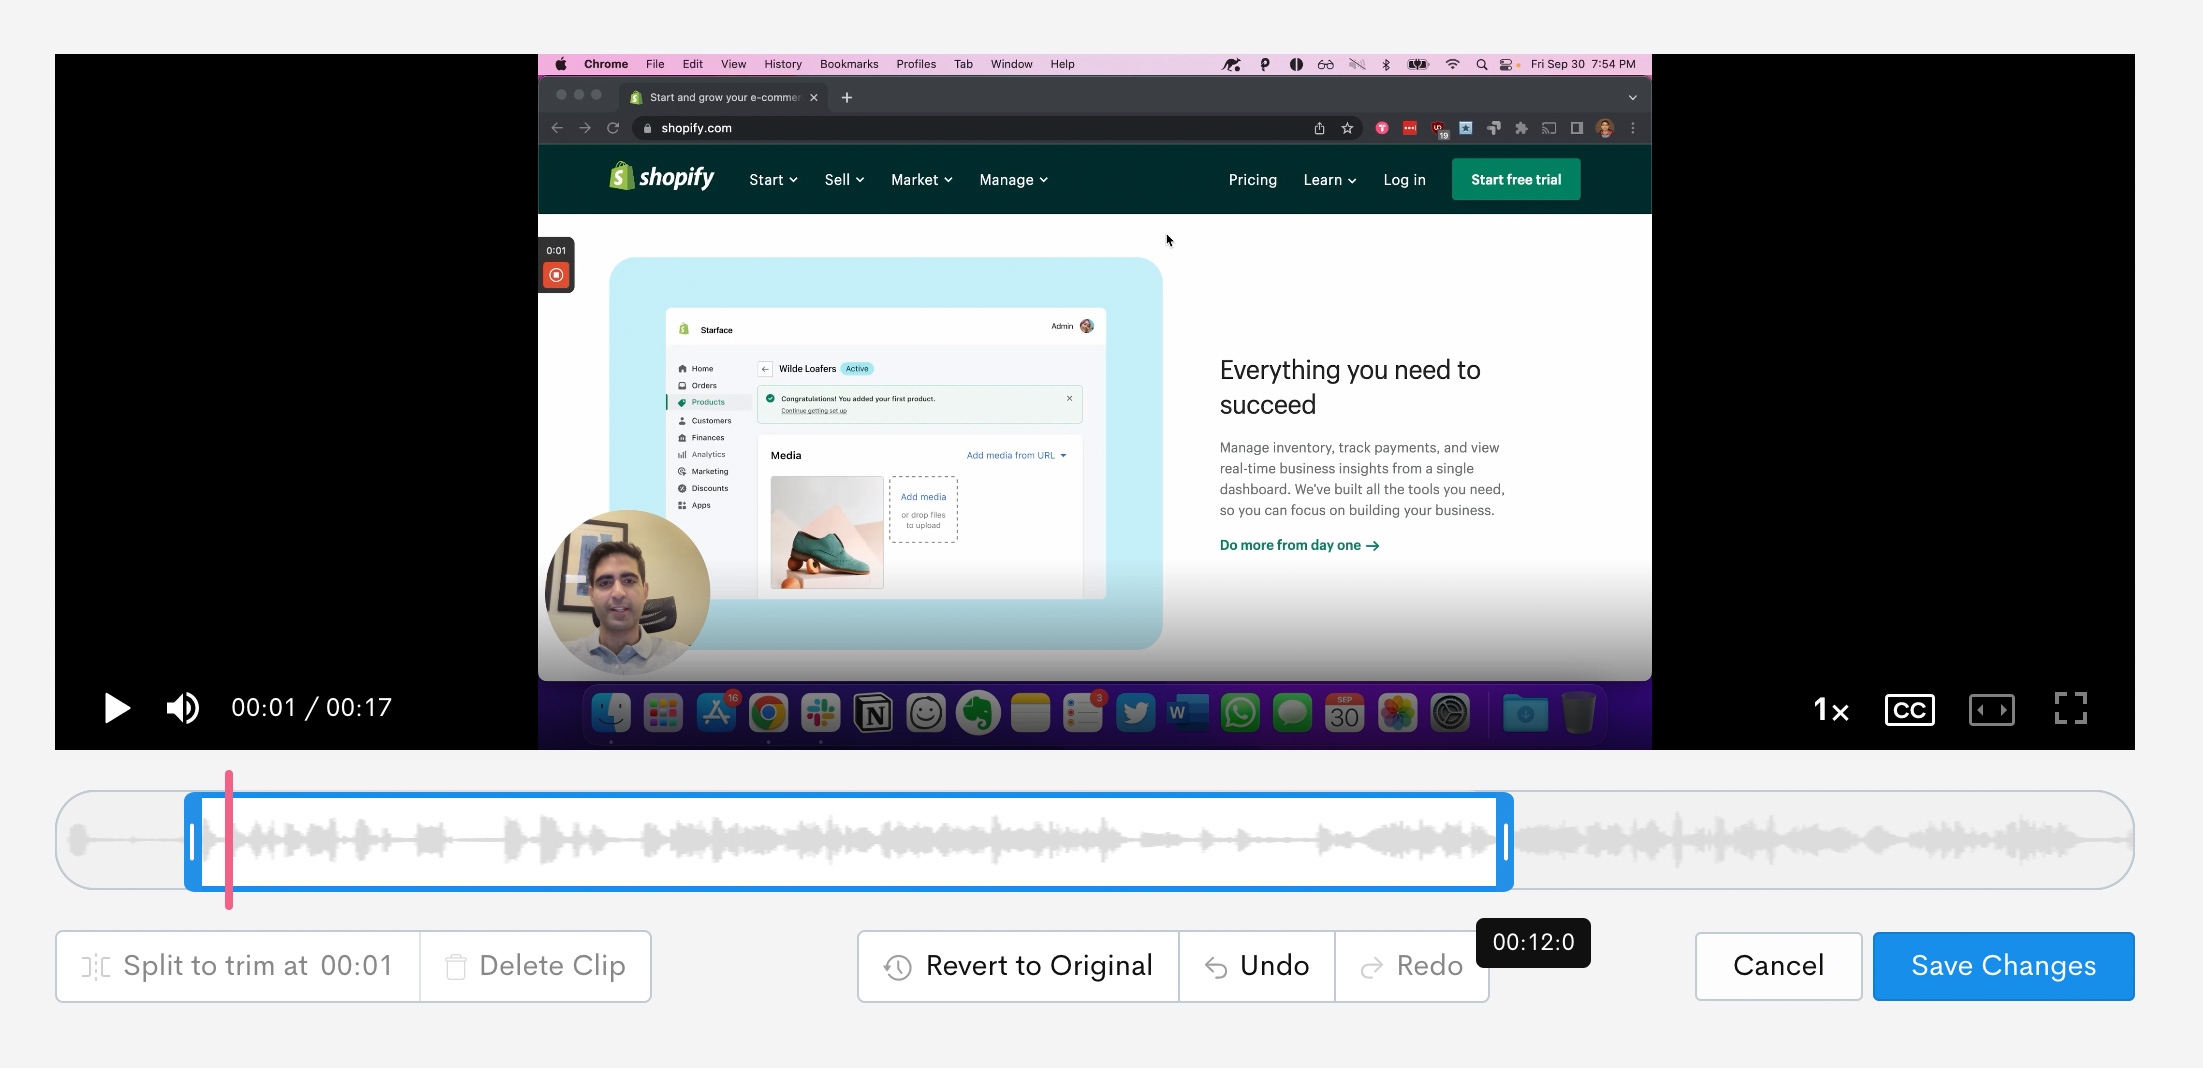 Chrome File Edit View History Bookmarks Profiles Tab Window Help Fri Sep 30 7:54 PM
Start and grow your e-commer
shopify.com
19
shopify Start Sell Market Manage Pricing Learn Log in Start free trial
0:01
Starface Admin
Home
Orders
Products
Customers
Finances
Analytics
Marketing
Discounts
Apps
Wilde Loafers Active
Congratulations! You added your first product.
Continue getting set up
Media Add media from URL
Add media
or drop files
to upload
Everything you need to
succeed
Manage inventory, track payments, and view
real-time business insights from a single
dashboard. We've built all the tools you need,
so you can focus on building your business.
Do more from day one →
16
3
SEP
30
W
00:01 / 00:17
1× CC
Split to trim at 00:01 Delete Clip Revert to Original Undo Redo 00:12:0 Cancel Save Changes